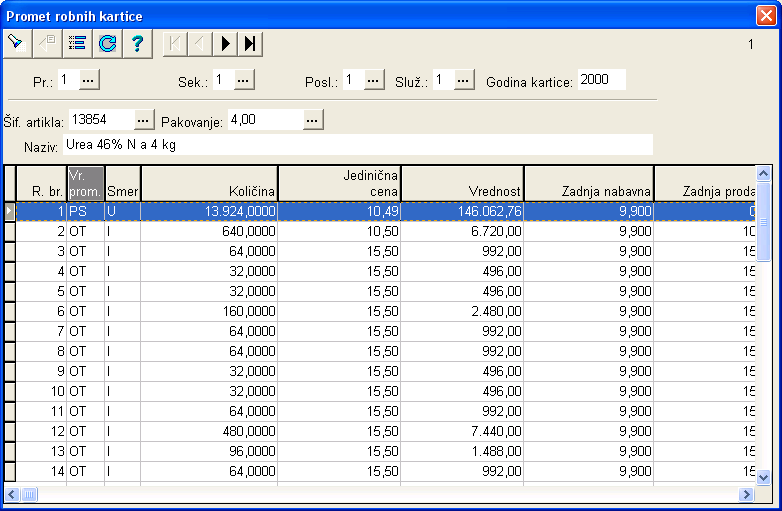 Promet robnih kartice
?
1
Pr.: 1 ... Sek.: 1 ... Posl.: 1 ... Služ.: 1 ... Godina kartice: 2000
Šif. artikla: 13854 ... Pakovanje: 4,00 ...
Naziv: Urea 46% N a 4 kg
R. br. Vr. prom. Smer Količina Jedinična cena Vrednost Zadnja nabavna Zadnja proda
1 PS U 13.924,0000 10,49 146.062,76 9,900 0
2 OT I 640,0000 10,50 6.720,00 9,900 10
3 OT I 64,0000 15,50 992,00 9,900 15
4 OT I 32,0000 15,50 496,00 9,900 15
5 OT I 32,0000 15,50 496,00 9,900 15
6 OT I 160,0000 15,50 2.480,00 9,900 15
7 OT I 64,0000 15,50 992,00 9,900 15
8 OT I 64,0000 15,50 992,00 9,900 15
9 OT I 32,0000 15,50 496,00 9,900 15
10 OT I 32,0000 15,50 496,00 9,900 15
11 OT I 64,0000 15,50 992,00 9,900 15
12 OT I 480,0000 15,50 7.440,00 9,900 15
13 OT I 96,0000 15,50 1.488,00 9,900 15
14 OT I 64,0000 15,50 992,00 9,900 15